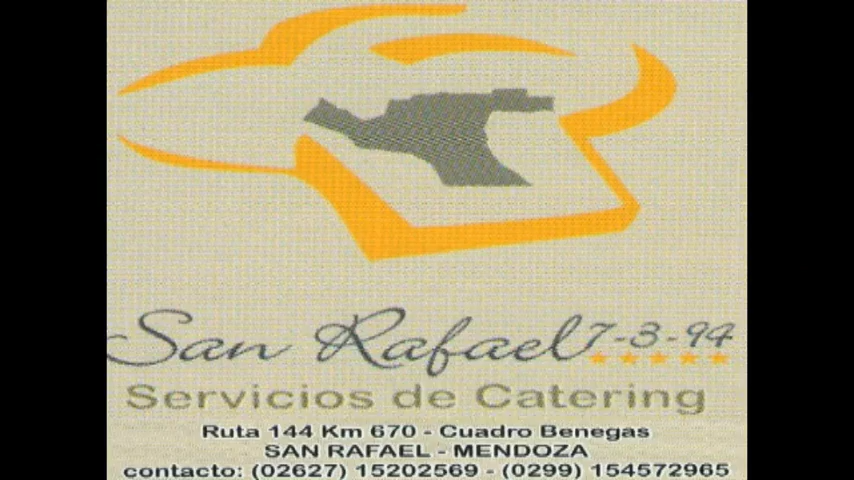 San Rafael 7-3-94
Servicios de Catering
Ruta 144 Km 670 - Cuadro Benegas
SAN RAFAEL - MENDOZA
contacto: (02627) 15202569 - (0299) 154572965